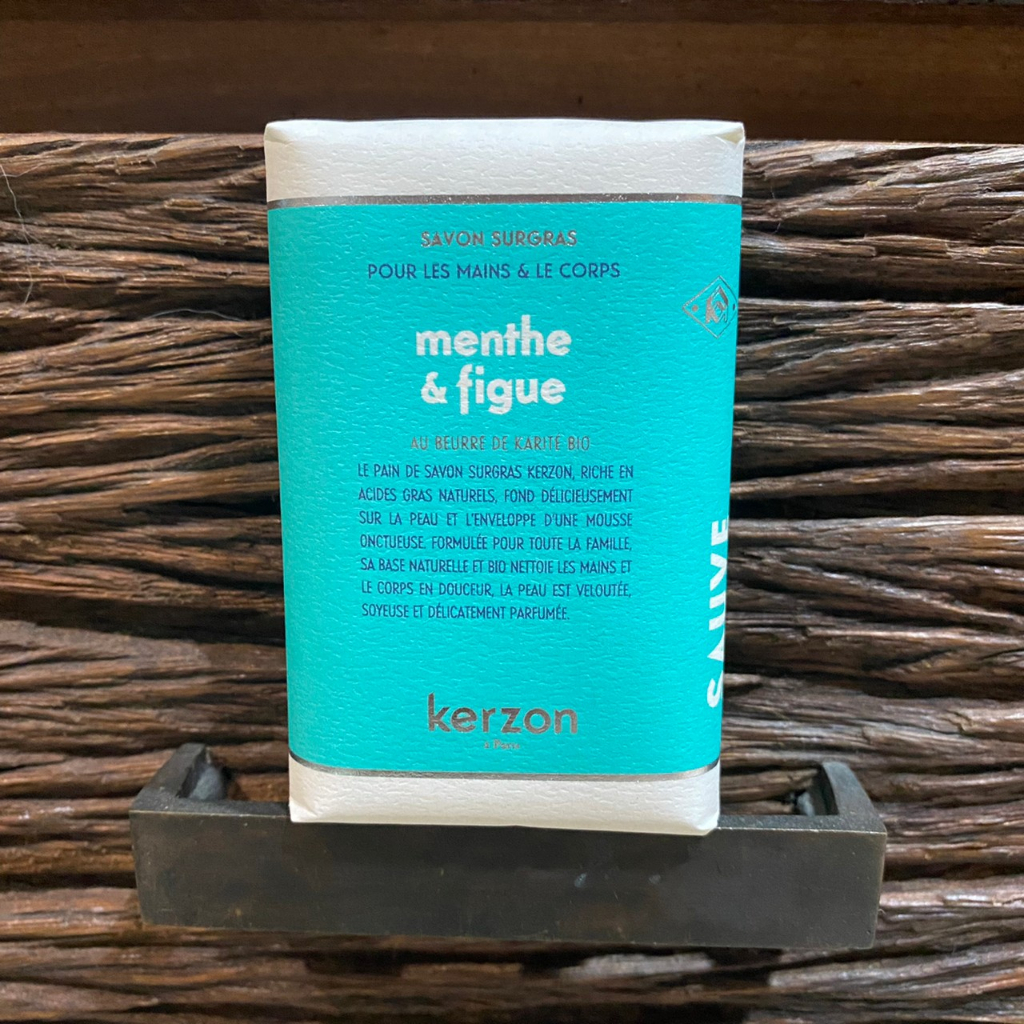 SAVON SURGRAS
POUR LES MAINS & LE CORPS
menthe
& figue
AU BEURRE DE KARITÉ BIO
LE PAIN DE SAVON SURGRAS KERZON, RICHE EN
ACIDES GRAS NATURELS, FOND DÉLICIEUSEMENT
SUR LA PEAU ET L'ENVELOPPE D'UNE MOUSSE
ONCTUEUSE. FORMULÉE POUR TOUTE LA FAMILLE,
SA BASE NATURELLE ET BIO NETTOIE LES MAINS ET
LE CORPS EN DOUCEUR, LA PEAU EST VELOUTÉE,
SOYEUSE ET DÉLICATEMENT PARFUMÉE.
kerzon
à Paris